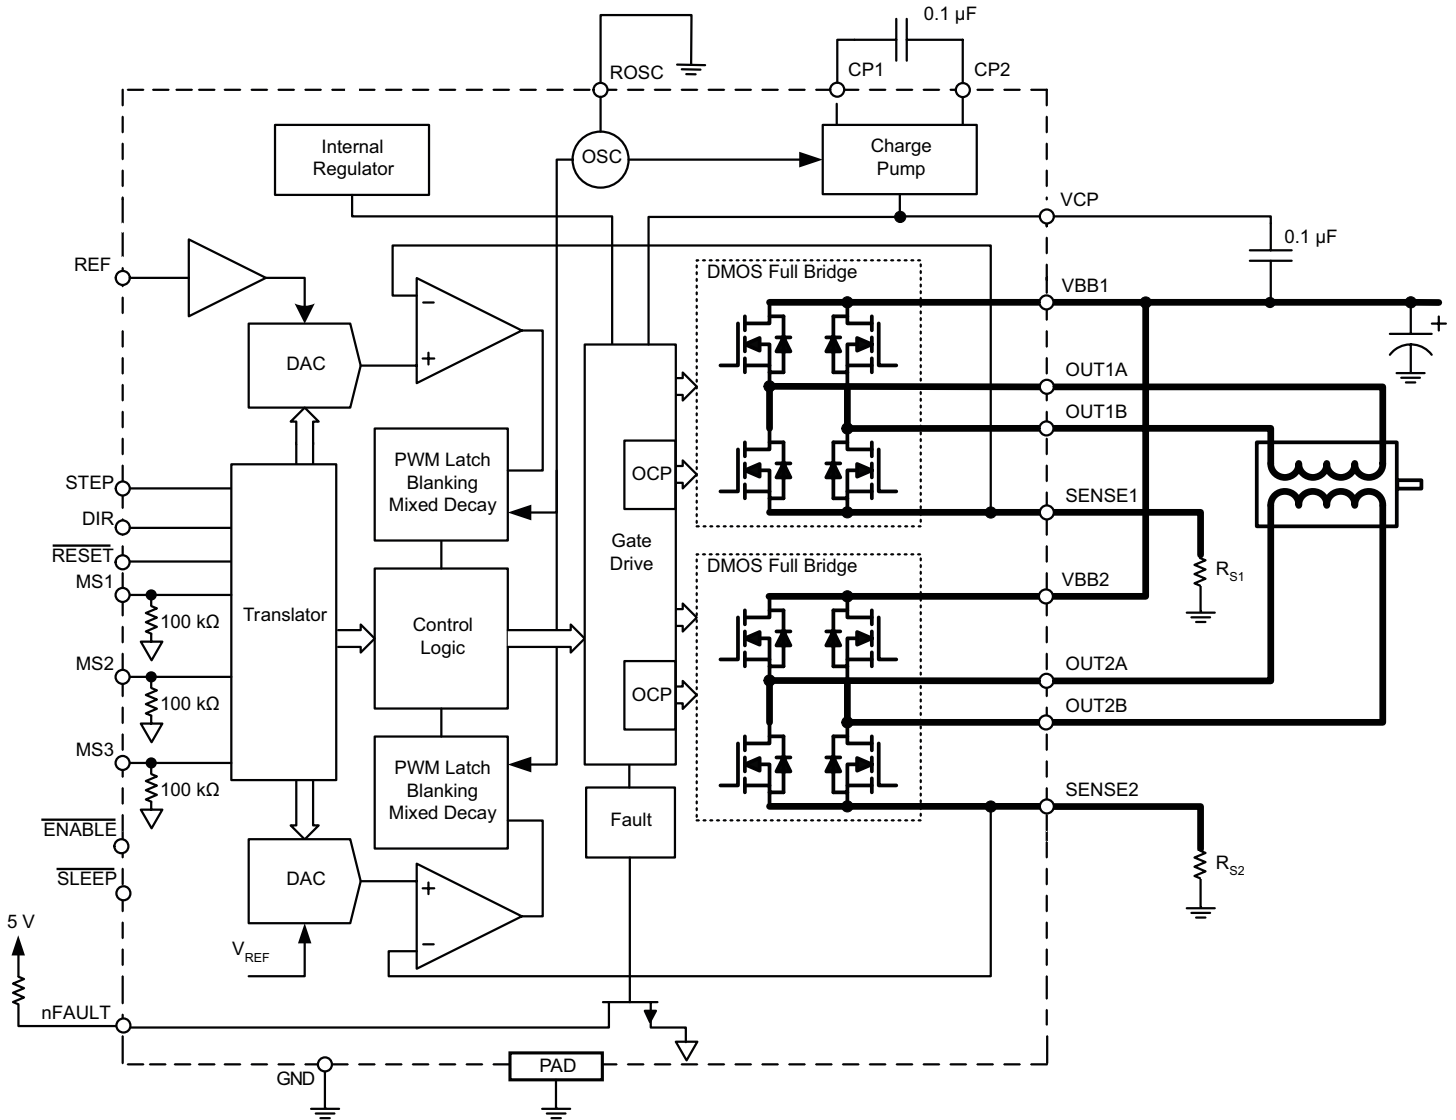 0.1 µF
ROSC
CP1
CP2
Internal
Regulator
OSC
Charge
Pump
VCP
0.1 µF
REF
DMOS Full Bridge
VBB1
+
−
+
DAC
OUT1A
OUT1B
PWM Latch
Blanking
Mixed Decay
OCP
STEP
DIR
RESET
MS1
100 kΩ
SENSE1
Gate
Drive
DMOS Full Bridge
RS1
VBB2
Translator
Control
Logic
MS2
100 kΩ
OUT2A
OCP
OUT2B
MS3
100 kΩ
PWM Latch
Blanking
Mixed Decay
SENSE2
Fault
ENABLE
SLEEP
DAC
+
−
RS2
5 V
VREF
nFAULT
GND
PAD